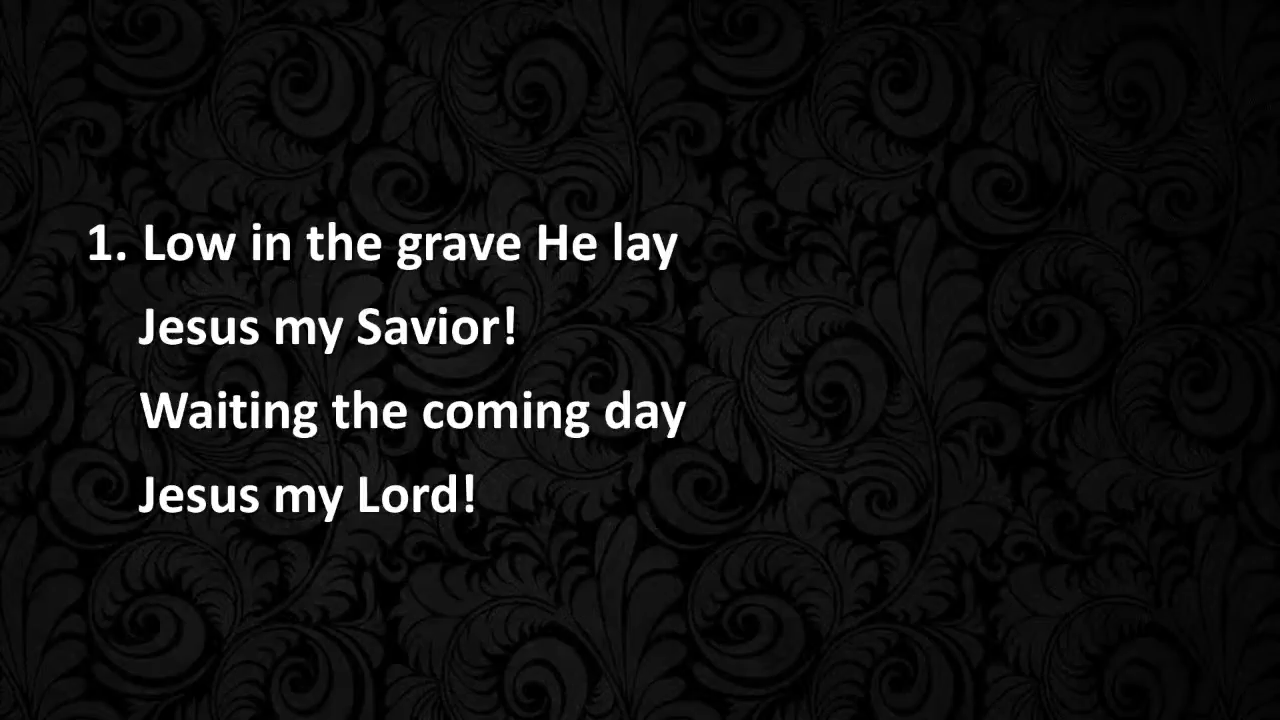 1. Low in the grave He lay
Jesus my Savior!
Waiting the coming day
Jesus my Lord!